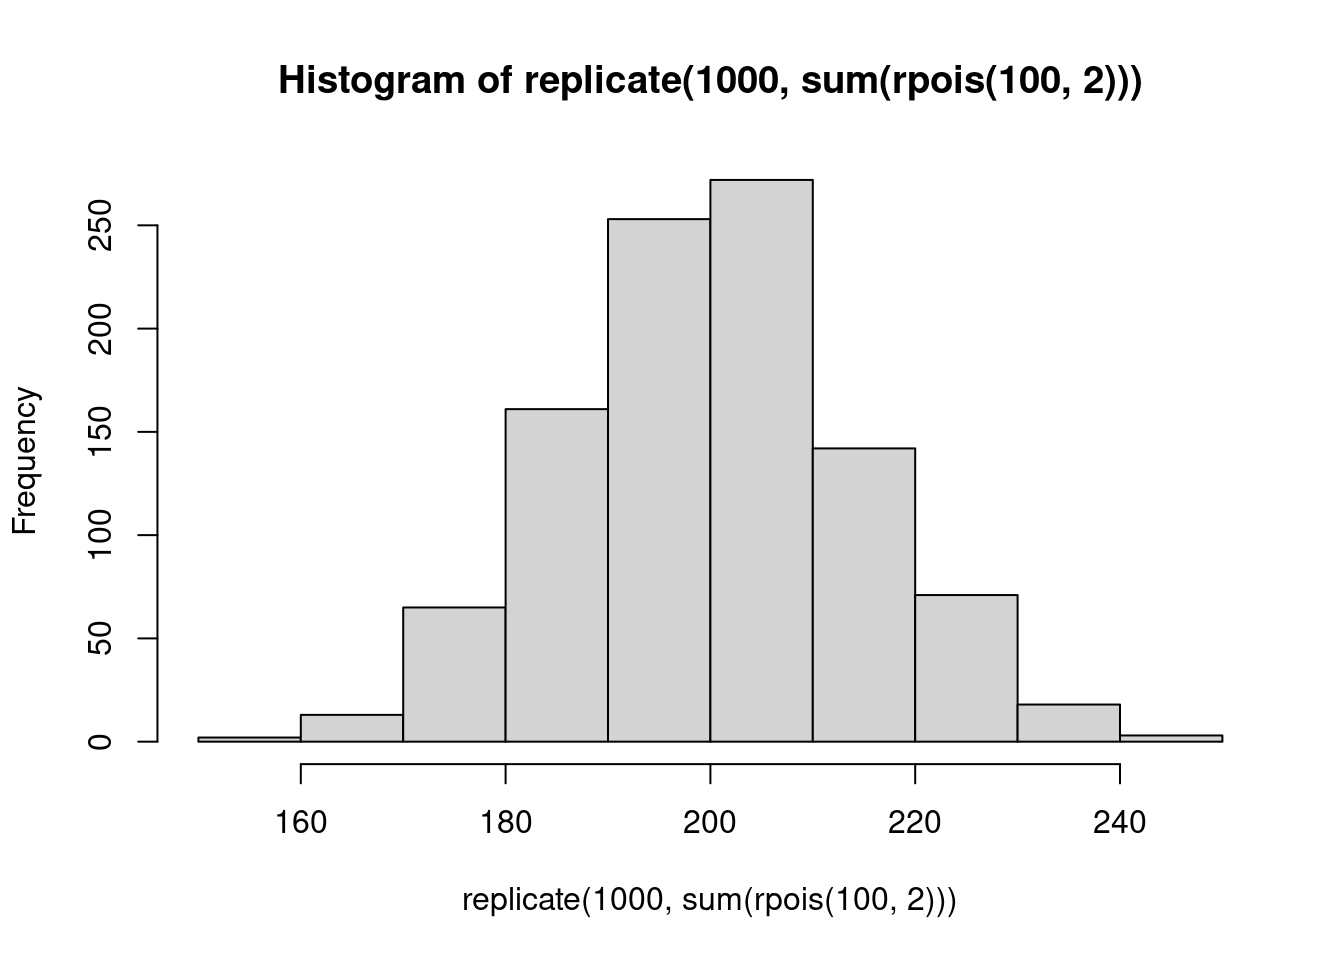 Histogram of replicate(1000, sum(rpois(100, 2)))
Frequency
250
200
150
100
50
0
160 180 200 220 240
replicate(1000, sum(rpois(100, 2)))